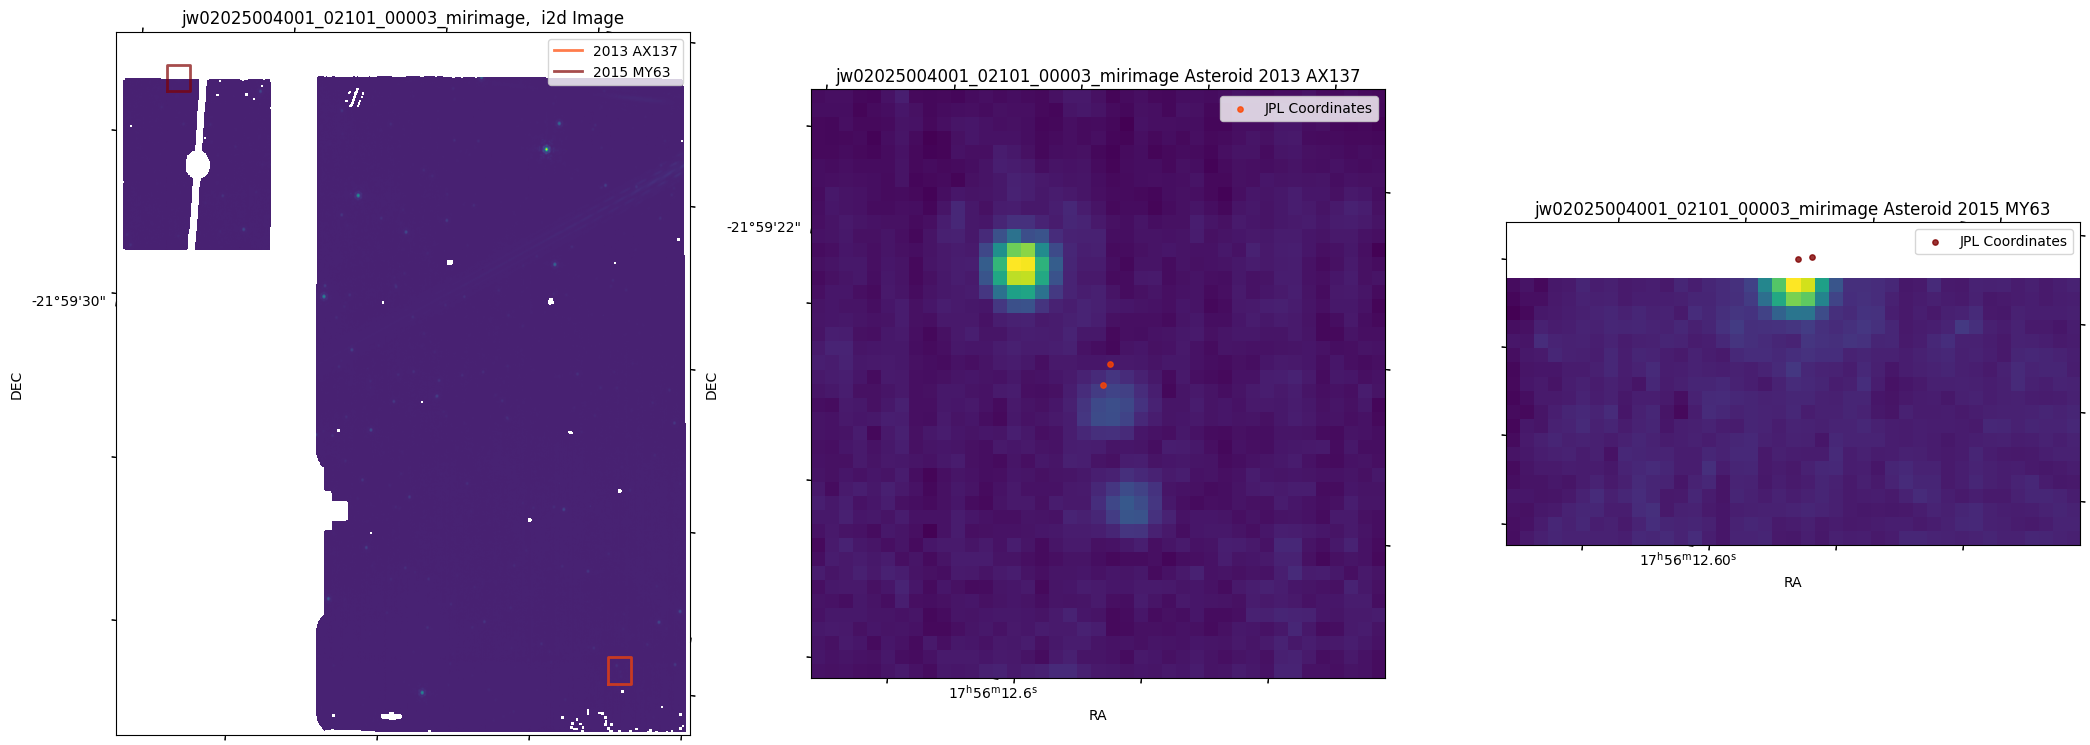 jw02025004001_02101_00003_mirimage,  i2d Image
2013 AX137
2015 MY63
-21°59'30"
DEC
jw02025004001_02101_00003_mirimage Asteroid 2013 AX137
JPL Coordinates
-21°59'22"
DEC
17ʰ56ᵐ12.6ˢ
RA
jw02025004001_02101_00003_mirimage Asteroid 2015 MY63
JPL Coordinates
17ʰ56ᵐ12.60ˢ
RA